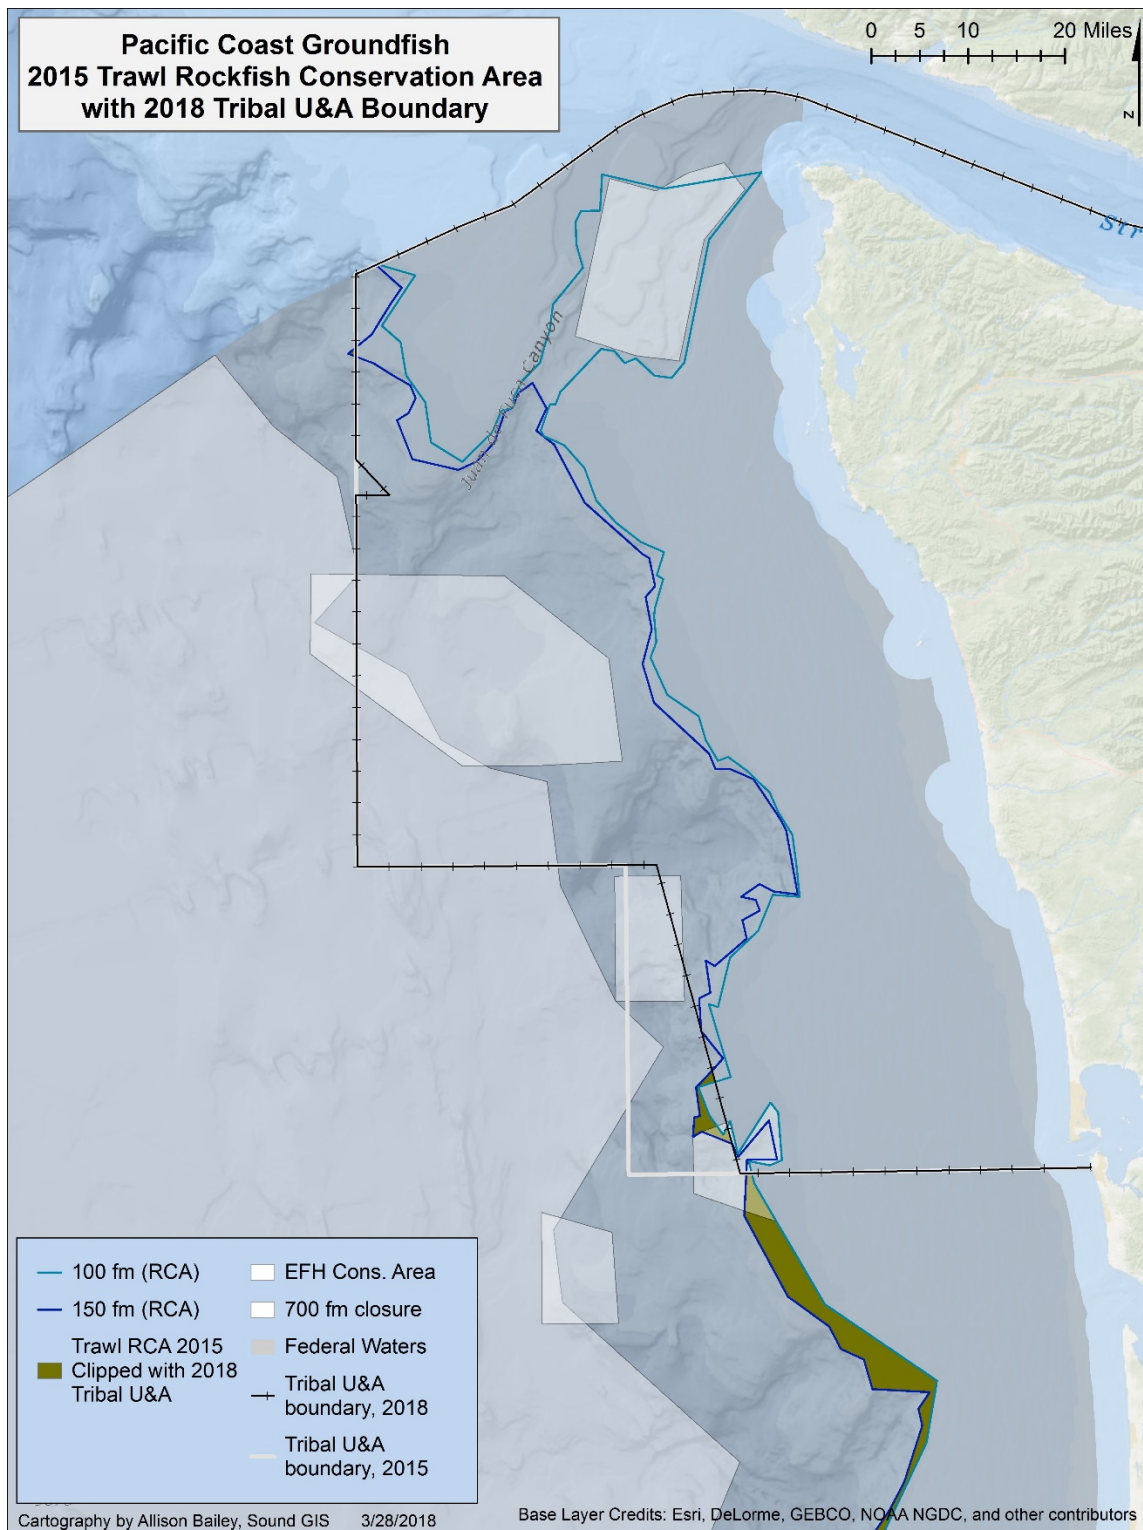 Pacific Coast Groundfish
2015 Trawl Rockfish Conservation Area
with 2018 Tribal U&A Boundary
0 5 10 20 Miles
N
Str
Juan de Fuca Canyon
100 fm (RCA)
150 fm (RCA)
Trawl RCA 2015
Clipped with 2018
Tribal U&A
EFH Cons. Area
700 fm closure
Federal Waters
Tribal U&A
boundary, 2018
Tribal U&A
boundary, 2015
Cartography by Allison Bailey, Sound GIS 3/28/2018
Base Layer Credits: Esri, DeLorme, GEBCO, NOAA NGDC, and other contributors